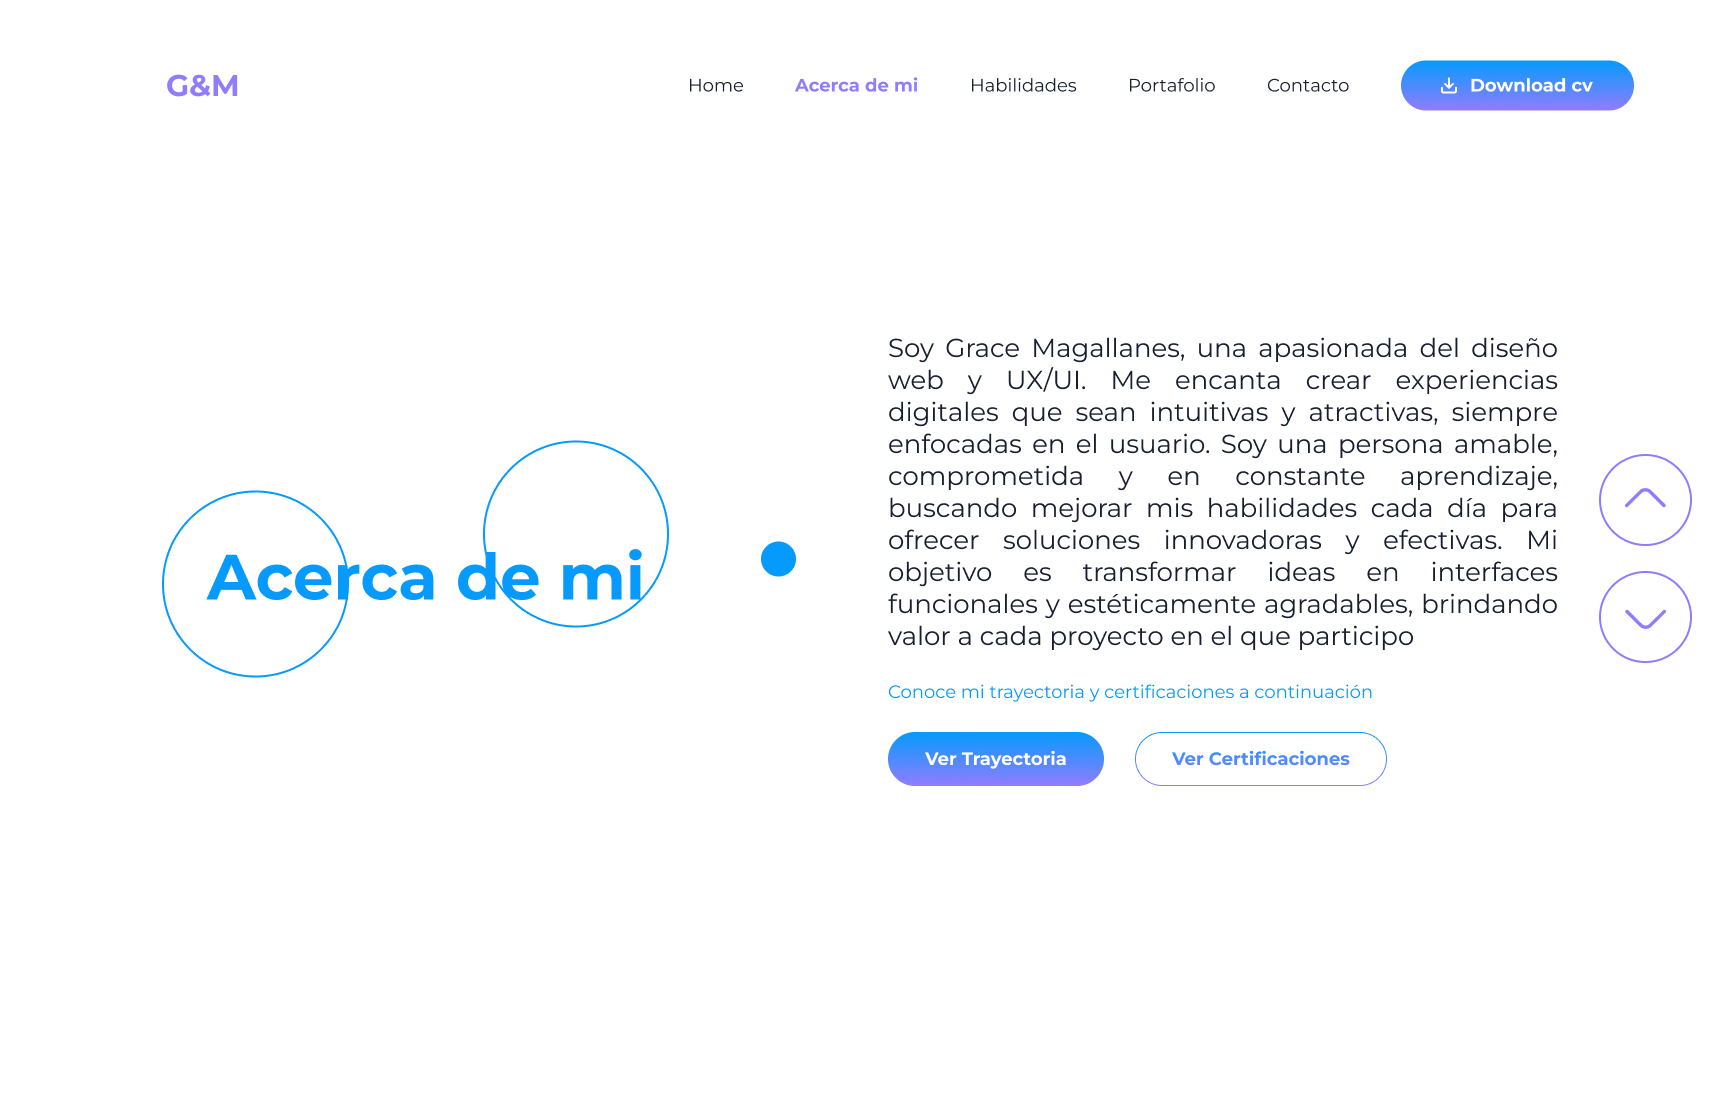 G&M
Home
Acerca de mi
Habilidades
Portafolio
Contacto
Download cv
Acerca de mi
Soy Grace Magallanes, una apasionada del diseño
web y UX/UI. Me encanta crear experiencias
digitales que sean intuitivas y atractivas, siempre
enfocadas en el usuario. Soy una persona amable,
comprometida y en constante aprendizaje,
buscando mejorar mis habilidades cada día para
ofrecer soluciones innovadoras y efectivas. Mi
objetivo es transformar ideas en interfaces
funcionales y estéticamente agradables, brindando
valor a cada proyecto en el que participo
Conoce mi trayectoria y certificaciones a continuación
Ver Trayectoria
Ver Certificaciones